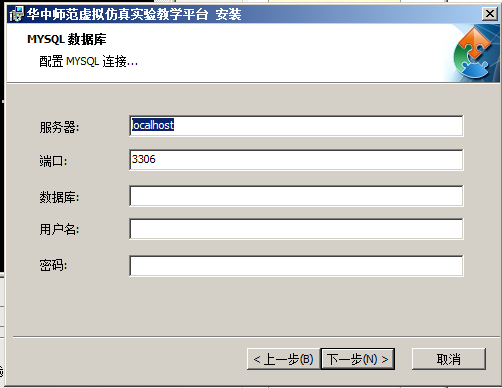 华中师范虚拟仿真实验教学平台 安装
MYSQL 数据库
配置 MYSQL 连接...
服务器: localhost
端口: 3306
数据库:
用户名:
密码:
< 上一步(B) 下一步(N) > 取消